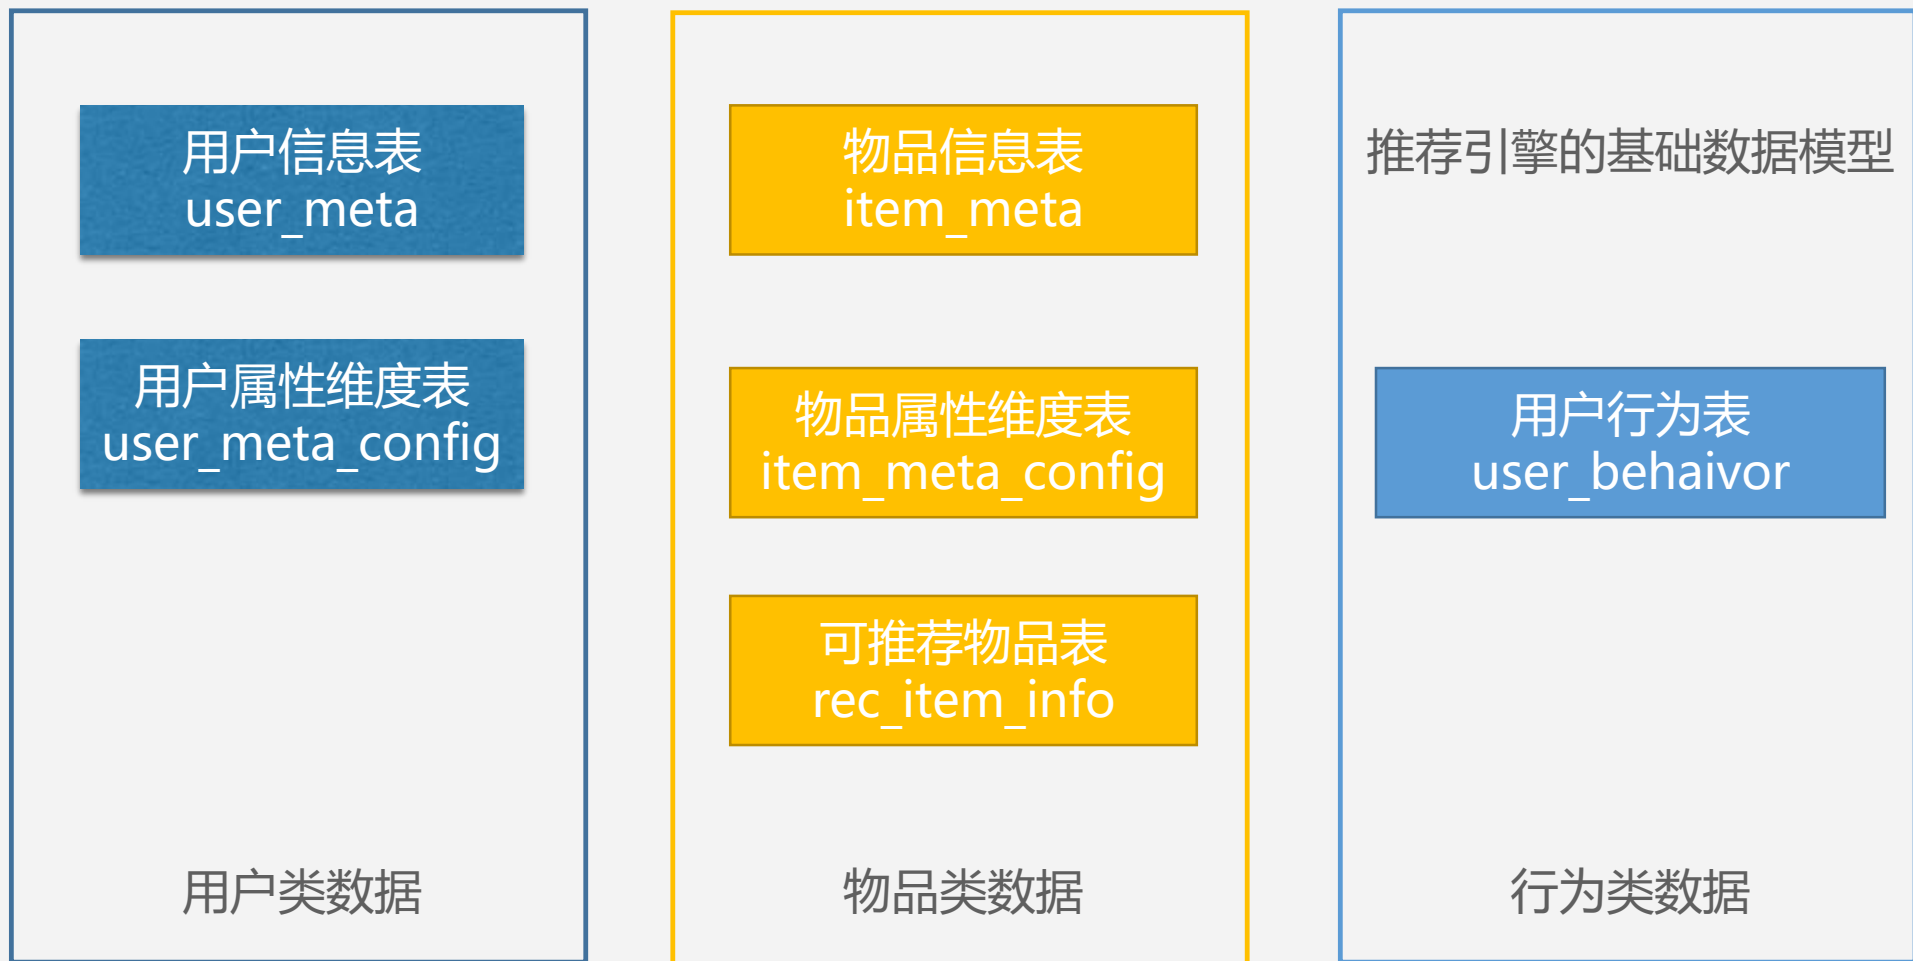 用户信息表
user_meta
用户属性维度表
user_meta_config
用户类数据
物品信息表
item_meta
物品属性维度表
item_meta_config
可推荐物品表
rec_item_info
物品类数据
推荐引擎的基础数据模型
用户行为表
user_behaivor
行为类数据